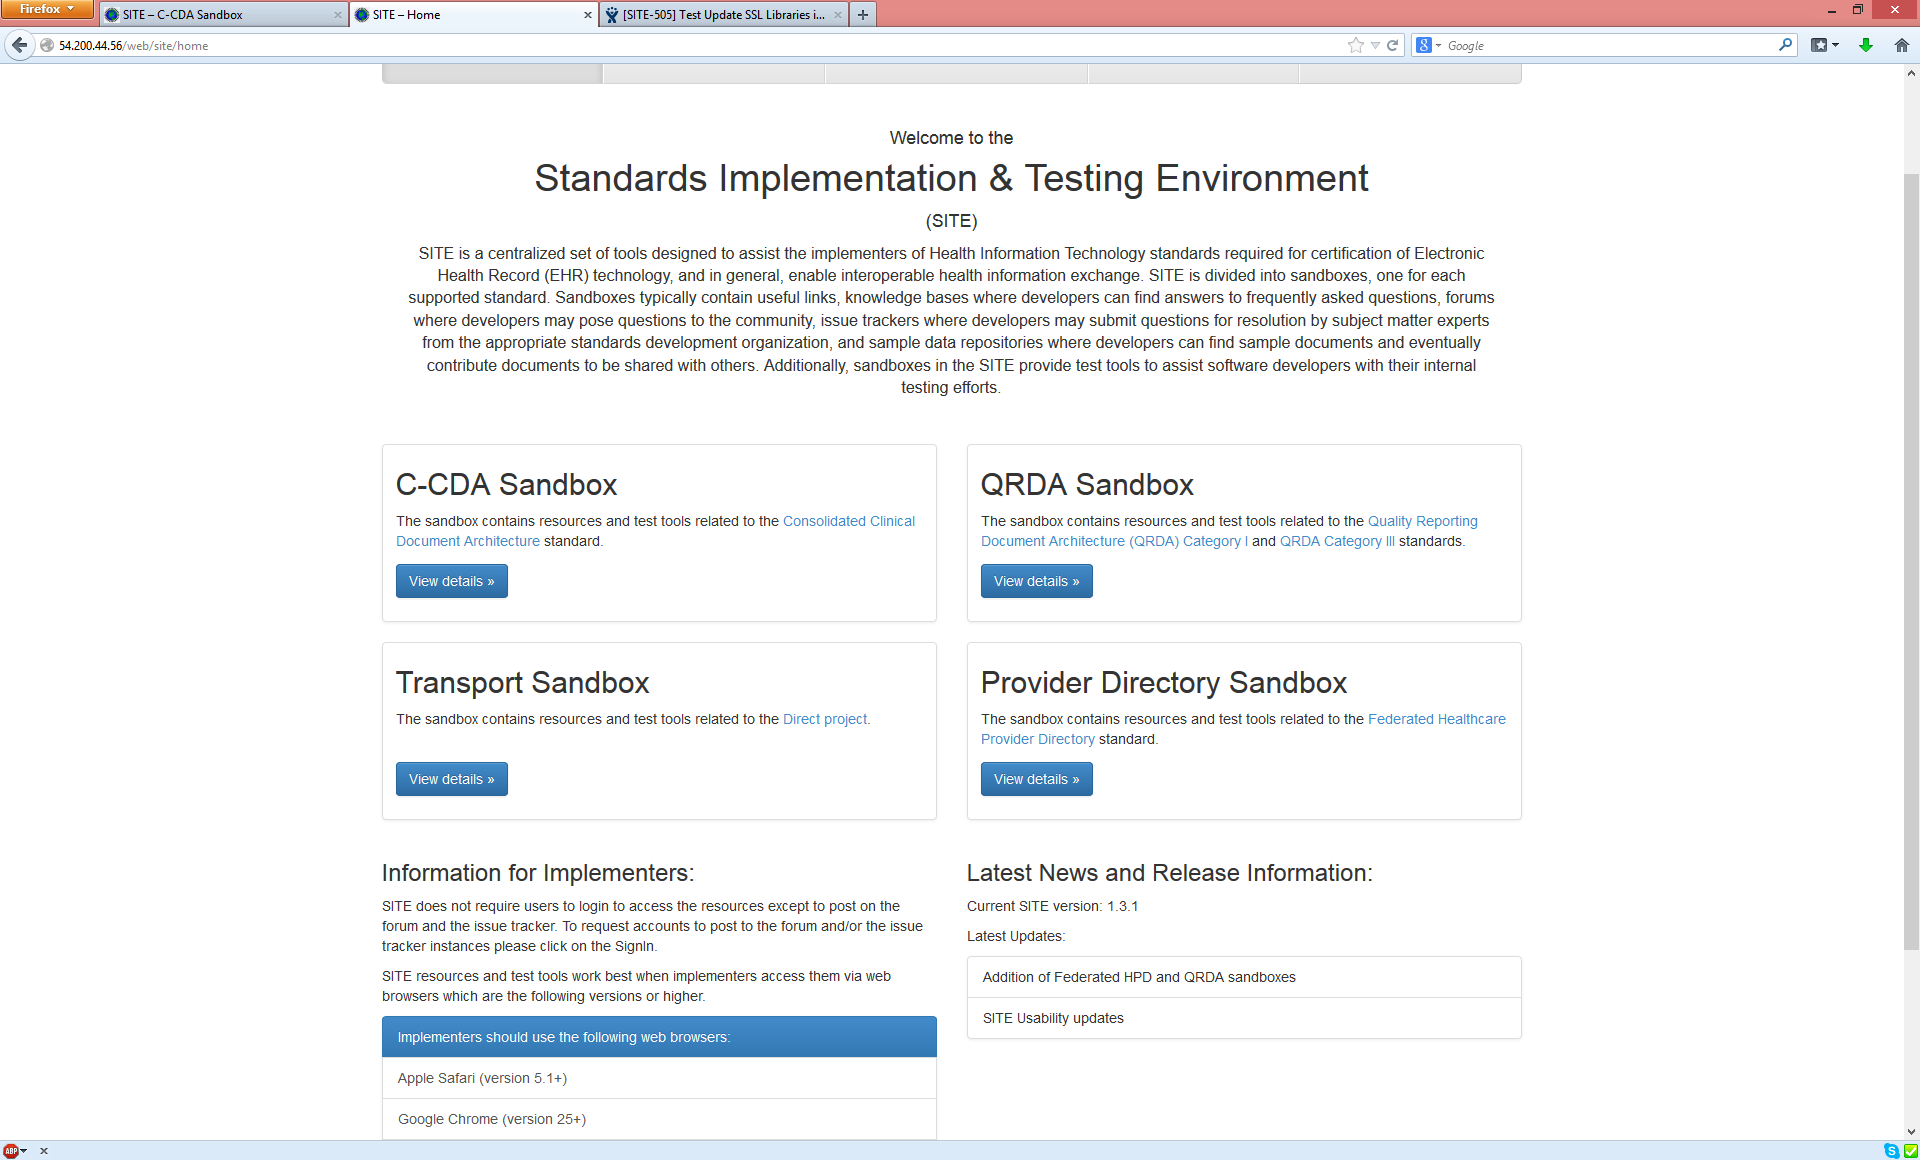 Firefox
SITE – C-CDA Sandbox
SITE – Home
[SITE-505] Test Update SSL Libraries i...
54.200.44.56/web/site/home
Google
Welcome to the
Standards Implementation & Testing Environment
(SITE)
SITE is a centralized set of tools designed to assist the implementers of Health Information Technology standards required for certification of Electronic
Health Record (EHR) technology, and in general, enable interoperable health information exchange. SITE is divided into sandboxes, one for each
supported standard. Sandboxes typically contain useful links, knowledge bases where developers can find answers to frequently asked questions, forums
where developers may pose questions to the community, issue trackers where developers may submit questions for resolution by subject matter experts
from the appropriate standards development organization, and sample data repositories where developers can find sample documents and eventually
contribute documents to be shared with others. Additionally, sandboxes in the SITE provide test tools to assist software developers with their internal
testing efforts.
C-CDA Sandbox
The sandbox contains resources and test tools related to the Consolidated Clinical
Document Architecture standard.
View details »
QRDA Sandbox
The sandbox contains resources and test tools related to the Quality Reporting
Document Architecture (QRDA) Category I and QRDA Category III standards.
View details »
Transport Sandbox
The sandbox contains resources and test tools related to the Direct project.
View details »
Provider Directory Sandbox
The sandbox contains resources and test tools related to the Federated Healthcare
Provider Directory standard.
View details »
Information for Implementers:
SITE does not require users to login to access the resources except to post on the
forum and the issue tracker. To request accounts to post to the forum and/or the issue
tracker instances please click on the SignIn.
SITE resources and test tools work best when implementers access them via web
browsers which are the following versions or higher.
Implementers should use the following web browsers:
Apple Safari (version 5.1+)
Google Chrome (version 25+)
Latest News and Release Information:
Current SITE version: 1.3.1
Latest Updates:
Addition of Federated HPD and QRDA sandboxes
SITE Usability updates
ABP